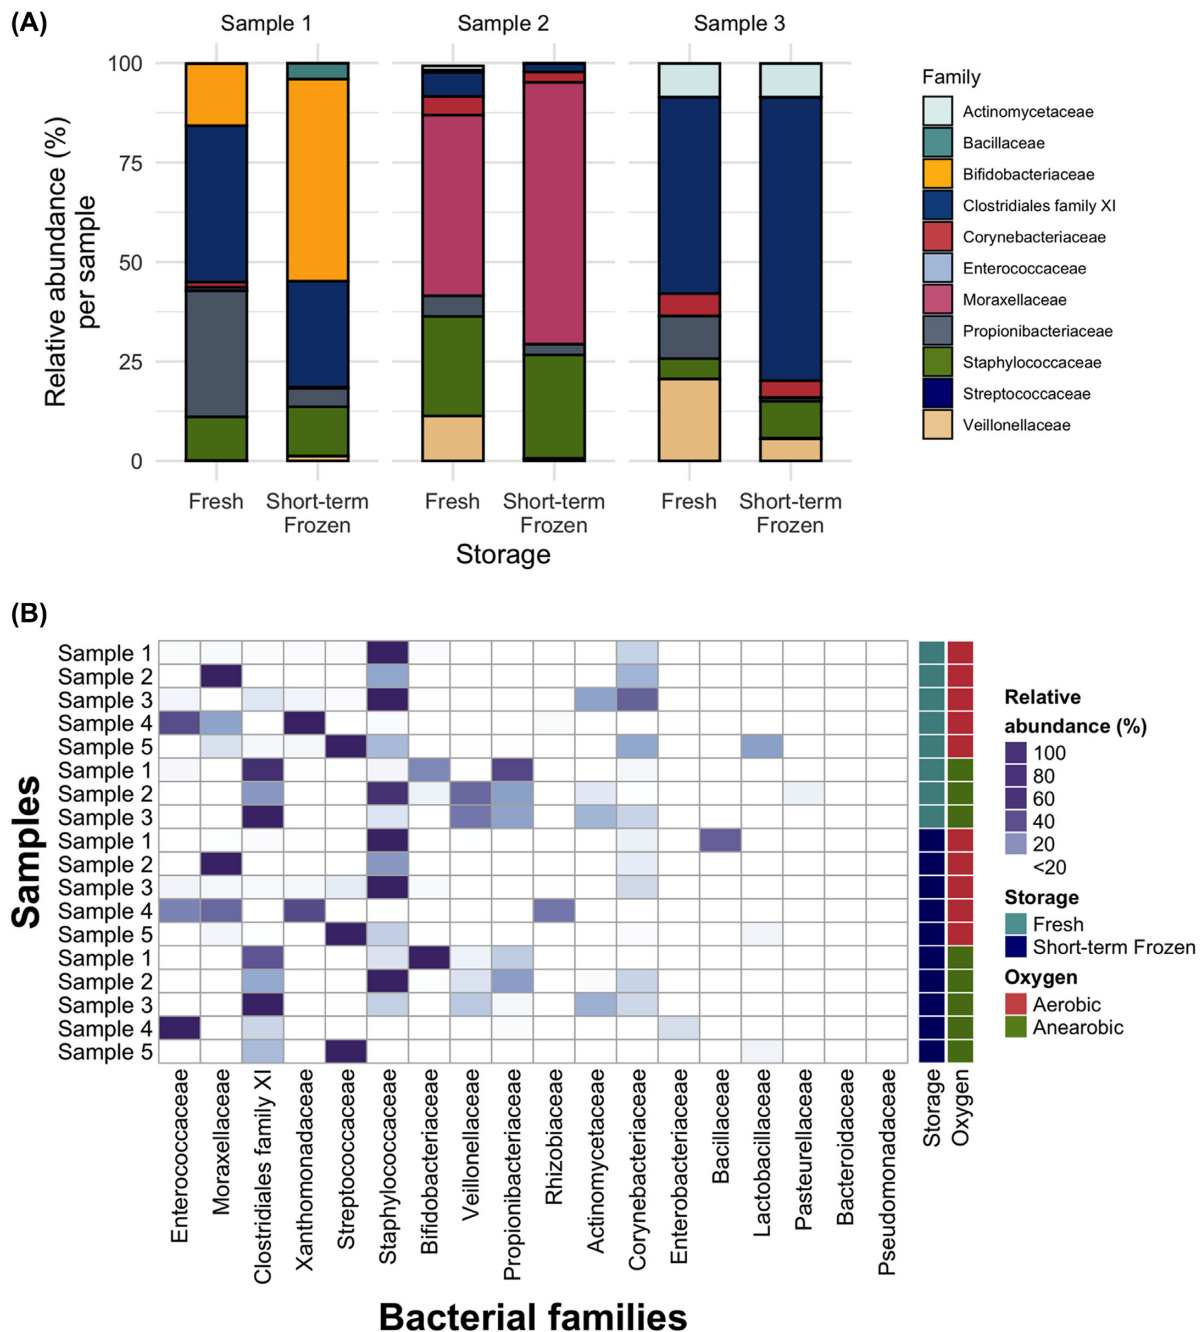 (A)
Sample 1
Sample 2
Sample 3
Relative abundance (%)
per sample
100
75
50
25
0
Fresh
Short-term
Frozen
Fresh
Short-term
Frozen
Fresh
Short-term
Frozen
Storage
Family
Actinomycetaceae
Bacillaceae
Bifidobacteriaceae
Clostridiales family XI
Corynebacteriaceae
Enterococcaceae
Moraxellaceae
Propionibacteriaceae
Staphylococcaceae
Streptococcaceae
Veillonellaceae
(B)
Samples
Sample 1
Sample 2
Sample 3
Sample 4
Sample 5
Sample 1
Sample 2
Sample 3
Sample 1
Sample 2
Sample 3
Sample 4
Sample 5
Sample 1
Sample 2
Sample 3
Sample 4
Sample 5
Enterococcaceae
Moraxellaceae
Clostridiales family XI
Xanthomonadaceae
Streptococcaceae
Staphylococcaceae
Bifidobacteriaceae
Veillonellaceae
Propionibacteriaceae
Rhizobiaceae
Actinomycetaceae
Corynebacteriaceae
Enterobacteriaceae
Bacillaceae
Lactobacillaceae
Pasteurellaceae
Bacteroidaceae
Pseudomonadaceae
Storage
Oxygen
Bacterial families
Relative
abundance (%)
100
80
60
40
20
<20
Storage
Fresh
Short-term Frozen
Oxygen
Aerobic
Anearobic